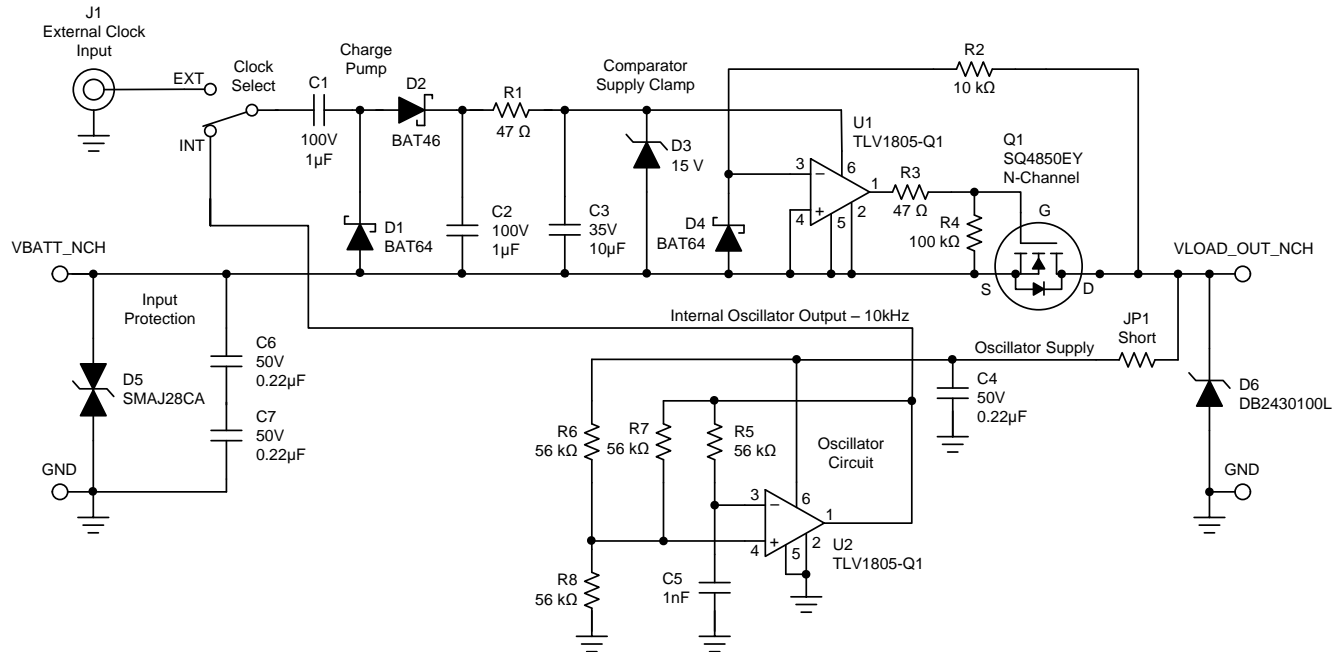 J1
External Clock
Input
EXT
Clock
Select
INT
C1
100V
1µF
Charge
Pump
D2
BAT46
D1
BAT64
R1
47 Ω
C2
100V
1µF
C3
35V
10µF
Comparator
Supply Clamp
D3
15 V
R2
10 kΩ
U1
TLV1805-Q1
3
−
6
+
4
5
2
1
D4
BAT64
R3
47 Ω
R4
100 kΩ
Q1
SQ4850EY
N-Channel
G
S
D
VBATT_NCH
VLOAD_OUT_NCH
Input
Protection
D5
SMAJ28CA
C6
50V
0.22µF
C7
50V
0.22µF
GND
Internal Oscillator Output – 10kHz
Oscillator Supply
JP1
Short
C4
50V
0.22µF
D6
DB2430100L
GND
R6
56 kΩ
R7
56 kΩ
R5
56 kΩ
Oscillator
Circuit
3
−
6
+
4
5
2
1
U2
TLV1805-Q1
R8
56 kΩ
C5
1nF